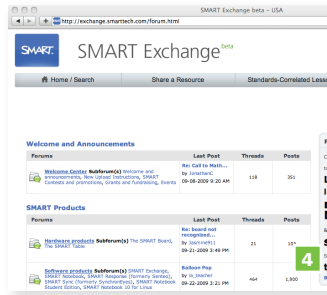 SMART Exchange beta – USA
http://exchange.smarttech.com/forum.html
SMART SMART Exchange beta
Home / Search Share a Resource Standards-Correlated
Welcome and Announcements
Forums Last Post Threads Posts
Welcome Center Subforum(s) Welcome and
announcements, New Upload Instructions, SMART
Contests and promotions, Grants and fundraising, Events
Re: Call to Math...
by JonathanC
09-08-2009 9:20 AM
118 351
SMART Products
Forums Last Post Threads Posts
Hardware products Subforum(s) The SMART Board,
The SMART Table
Re: board not
recognized...
by
09-21-2009 3:49 PM
21
4
Software products Subforum(s) SMART Exchange,
SMART Notebook, SMART Response (formerly Senteo),
SMART Sync (formerly SynchronEyes), SMART Notebook
Student Edition, SMART Notebook 10 for Linux
Balloon Pop
by ia_teacher
09-22-2009 3:21 PM
464 1,900